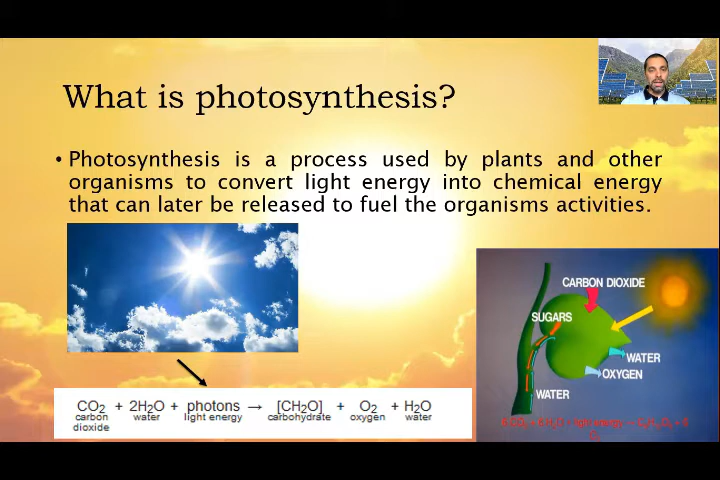 What is photosynthesis?
• Photosynthesis is a process used by plants and other
organisms to convert light energy into chemical energy
that can later be released to fuel the organisms activities.
CARBON DIOXIDE
SUGARS
WATER
OXYGEN
WATER
CO₂ + 2H₂O + photons → [CH₂O] + O₂ + H₂O
carbon dioxide water light energy carbohydrate oxygen water
light energy